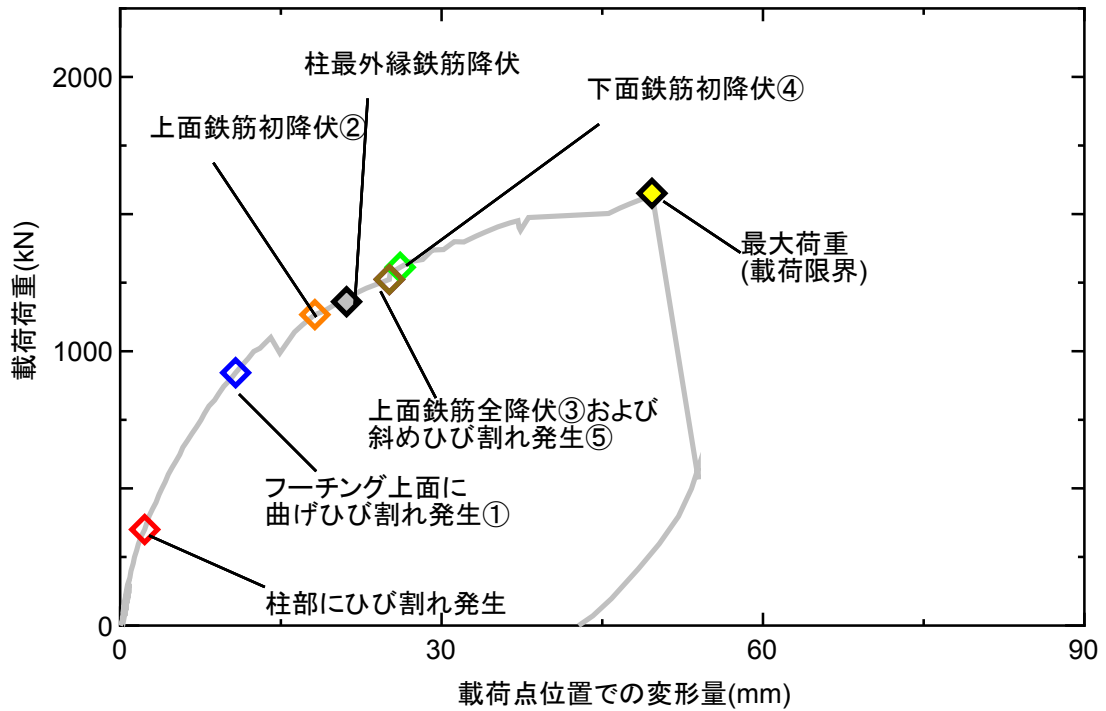 2000
柱最外縁鉄筋降伏
下面鉄筋初降伏④
上面鉄筋初降伏②
最大荷重
(載荷限界)
載荷荷重(kN)
1000
上面鉄筋全降伏③および
斜めひび割れ発生⑤
フーチング上面に
曲げひび割れ発生①
柱部にひび割れ発生
0
0
30
60
90
載荷点位置での変形量(mm)